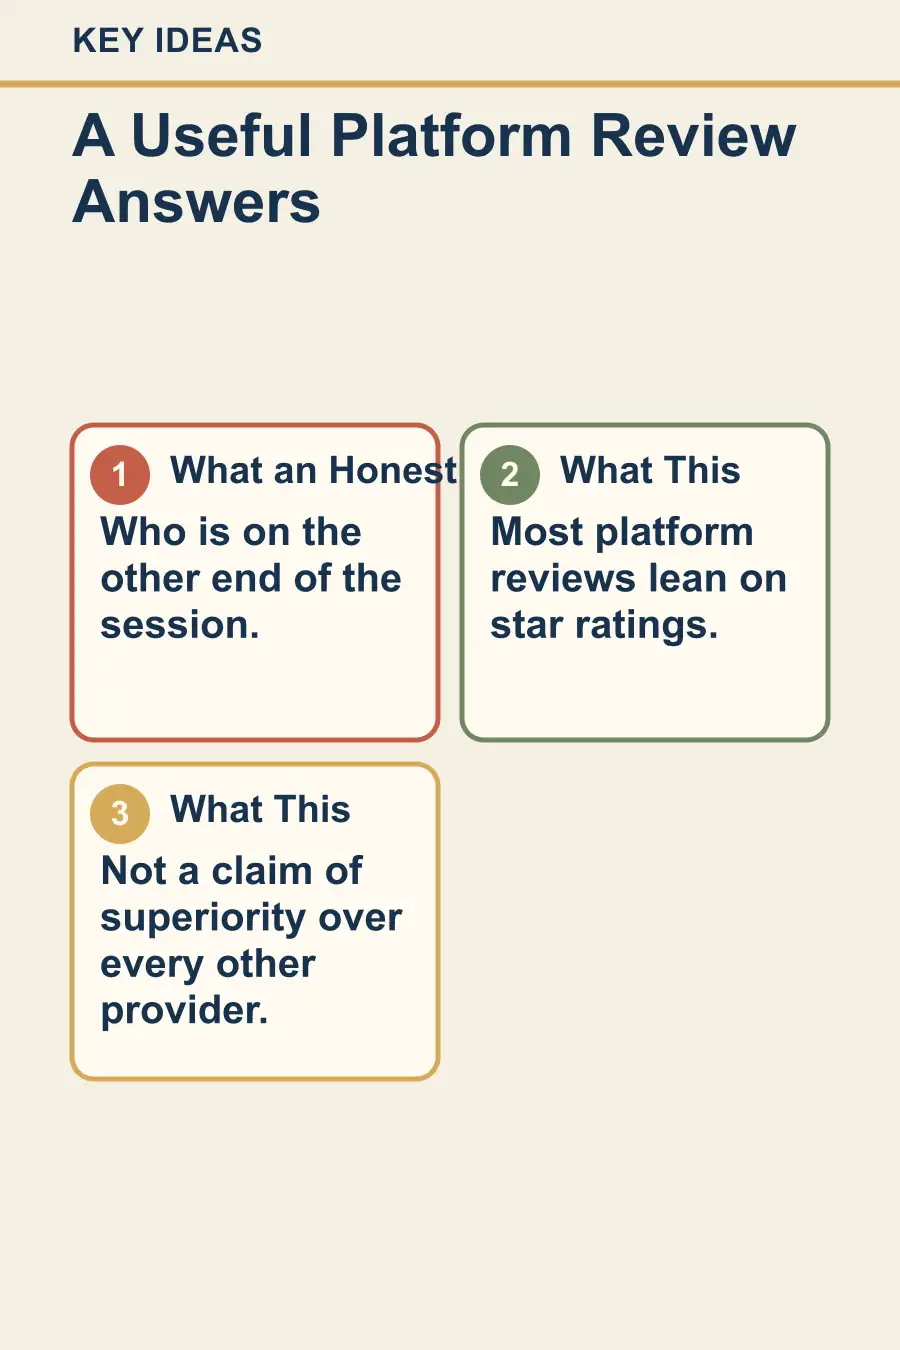 KEY IDEAS
A Useful Platform Review
Answers
1 What an Honest
Who is on the
other end of the
session.
2 What This
Most platform
reviews lean on
star ratings.
3 What This
Not a claim of
superiority over
every other
provider.